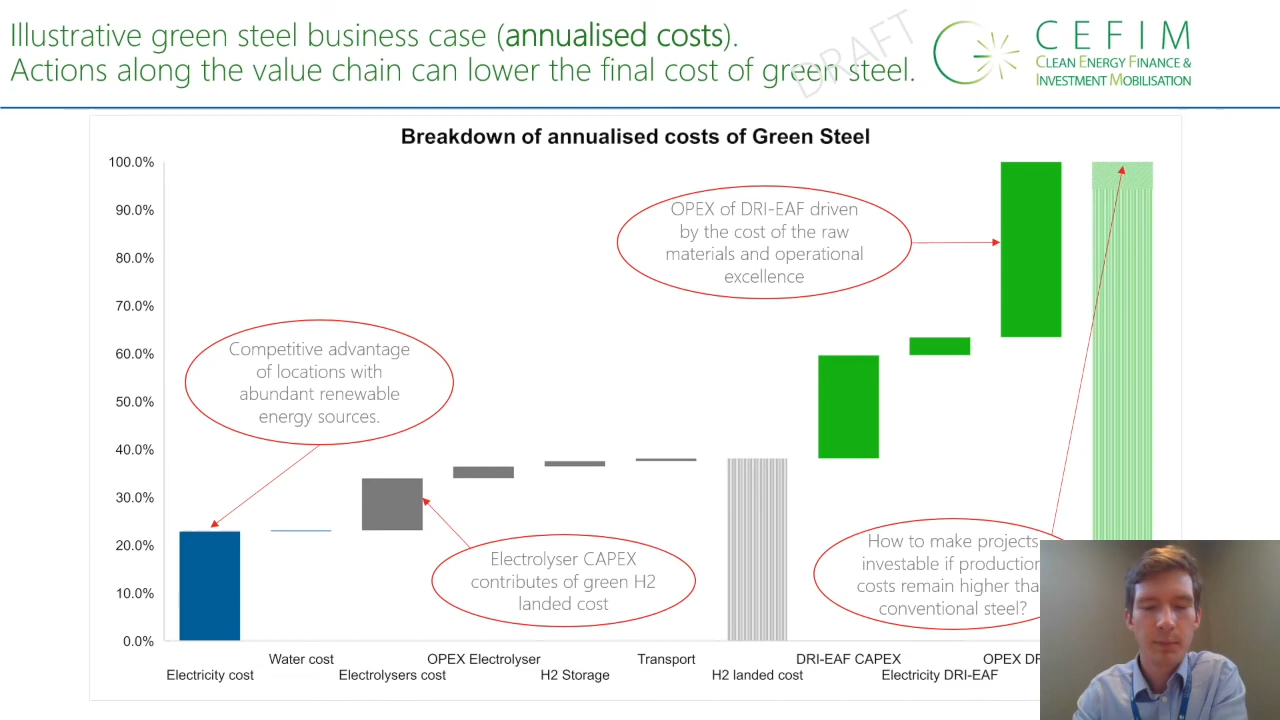 Illustrative green steel business case (annualised costs).
Actions along the value chain can lower the final cost of green steel.
DRAFT
CEFIM
CLEAN ENERGY FINANCE &
INVESTMENT MOBILISATION
Breakdown of annualised costs of Green Steel
100.0%
90.0%
80.0%
70.0%
60.0%
50.0%
40.0%
30.0%
20.0%
10.0%
0.0%
OPEX of DRI-EAF driven
by the cost of the raw
materials and operational
excellence
Competitive advantage
of locations with
abundant renewable
energy sources.
Electrolyser CAPEX
contributes of green H2
landed cost
How to make projects
investable if production
costs remain higher tha
conventional steel?
Electricity cost
Water cost
Electrolysers cost
OPEX Electrolyser
H2 Storage
Transport
H2 landed cost
DRI-EAF CAPEX
Electricity DRI-EAF
OPEX DR